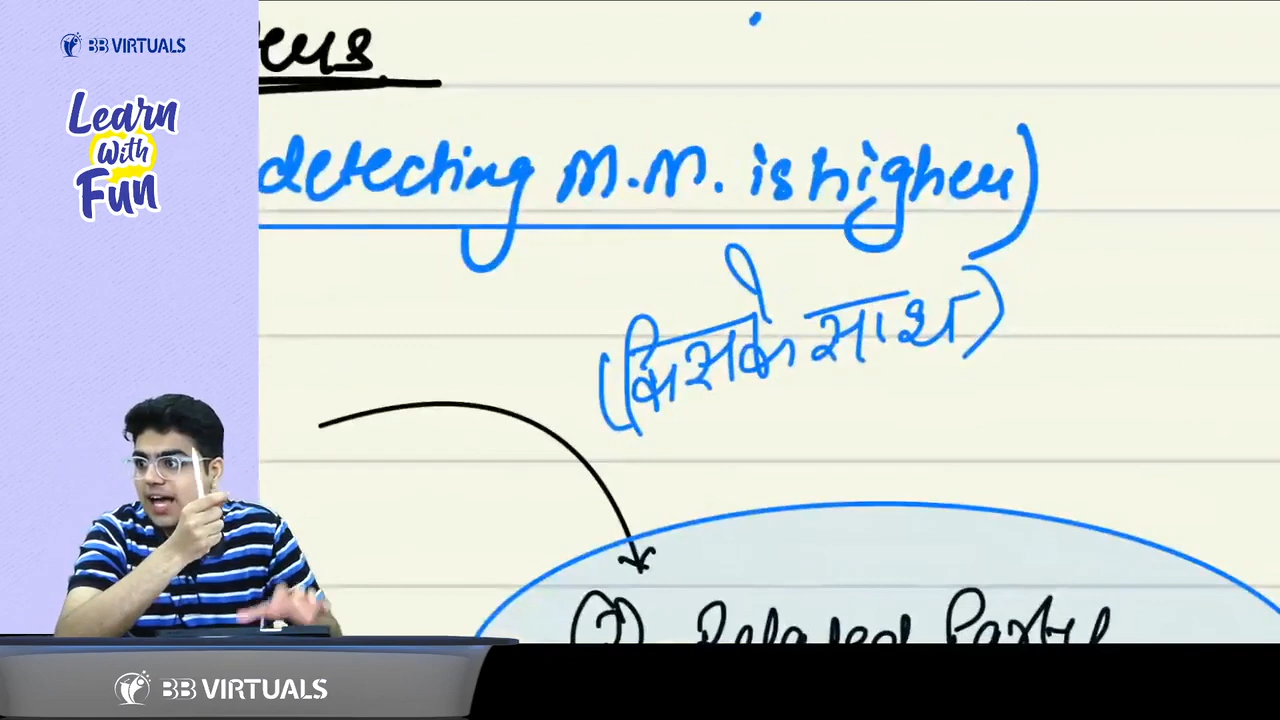 BB VIRTUALS
Learn
with
Fun
detecting M.M. is higher)
(किसके साथ)
Related Party
BB VIRTUALS